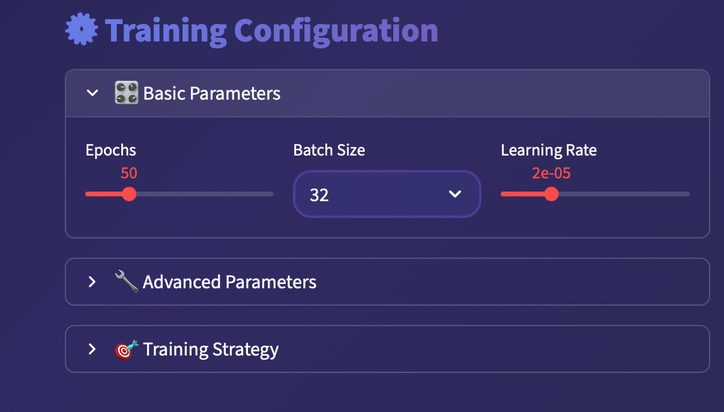 Training Configuration
Basic Parameters
Epochs
50
Batch Size
32
Learning Rate
2e-05
Advanced Parameters
Training Strategy